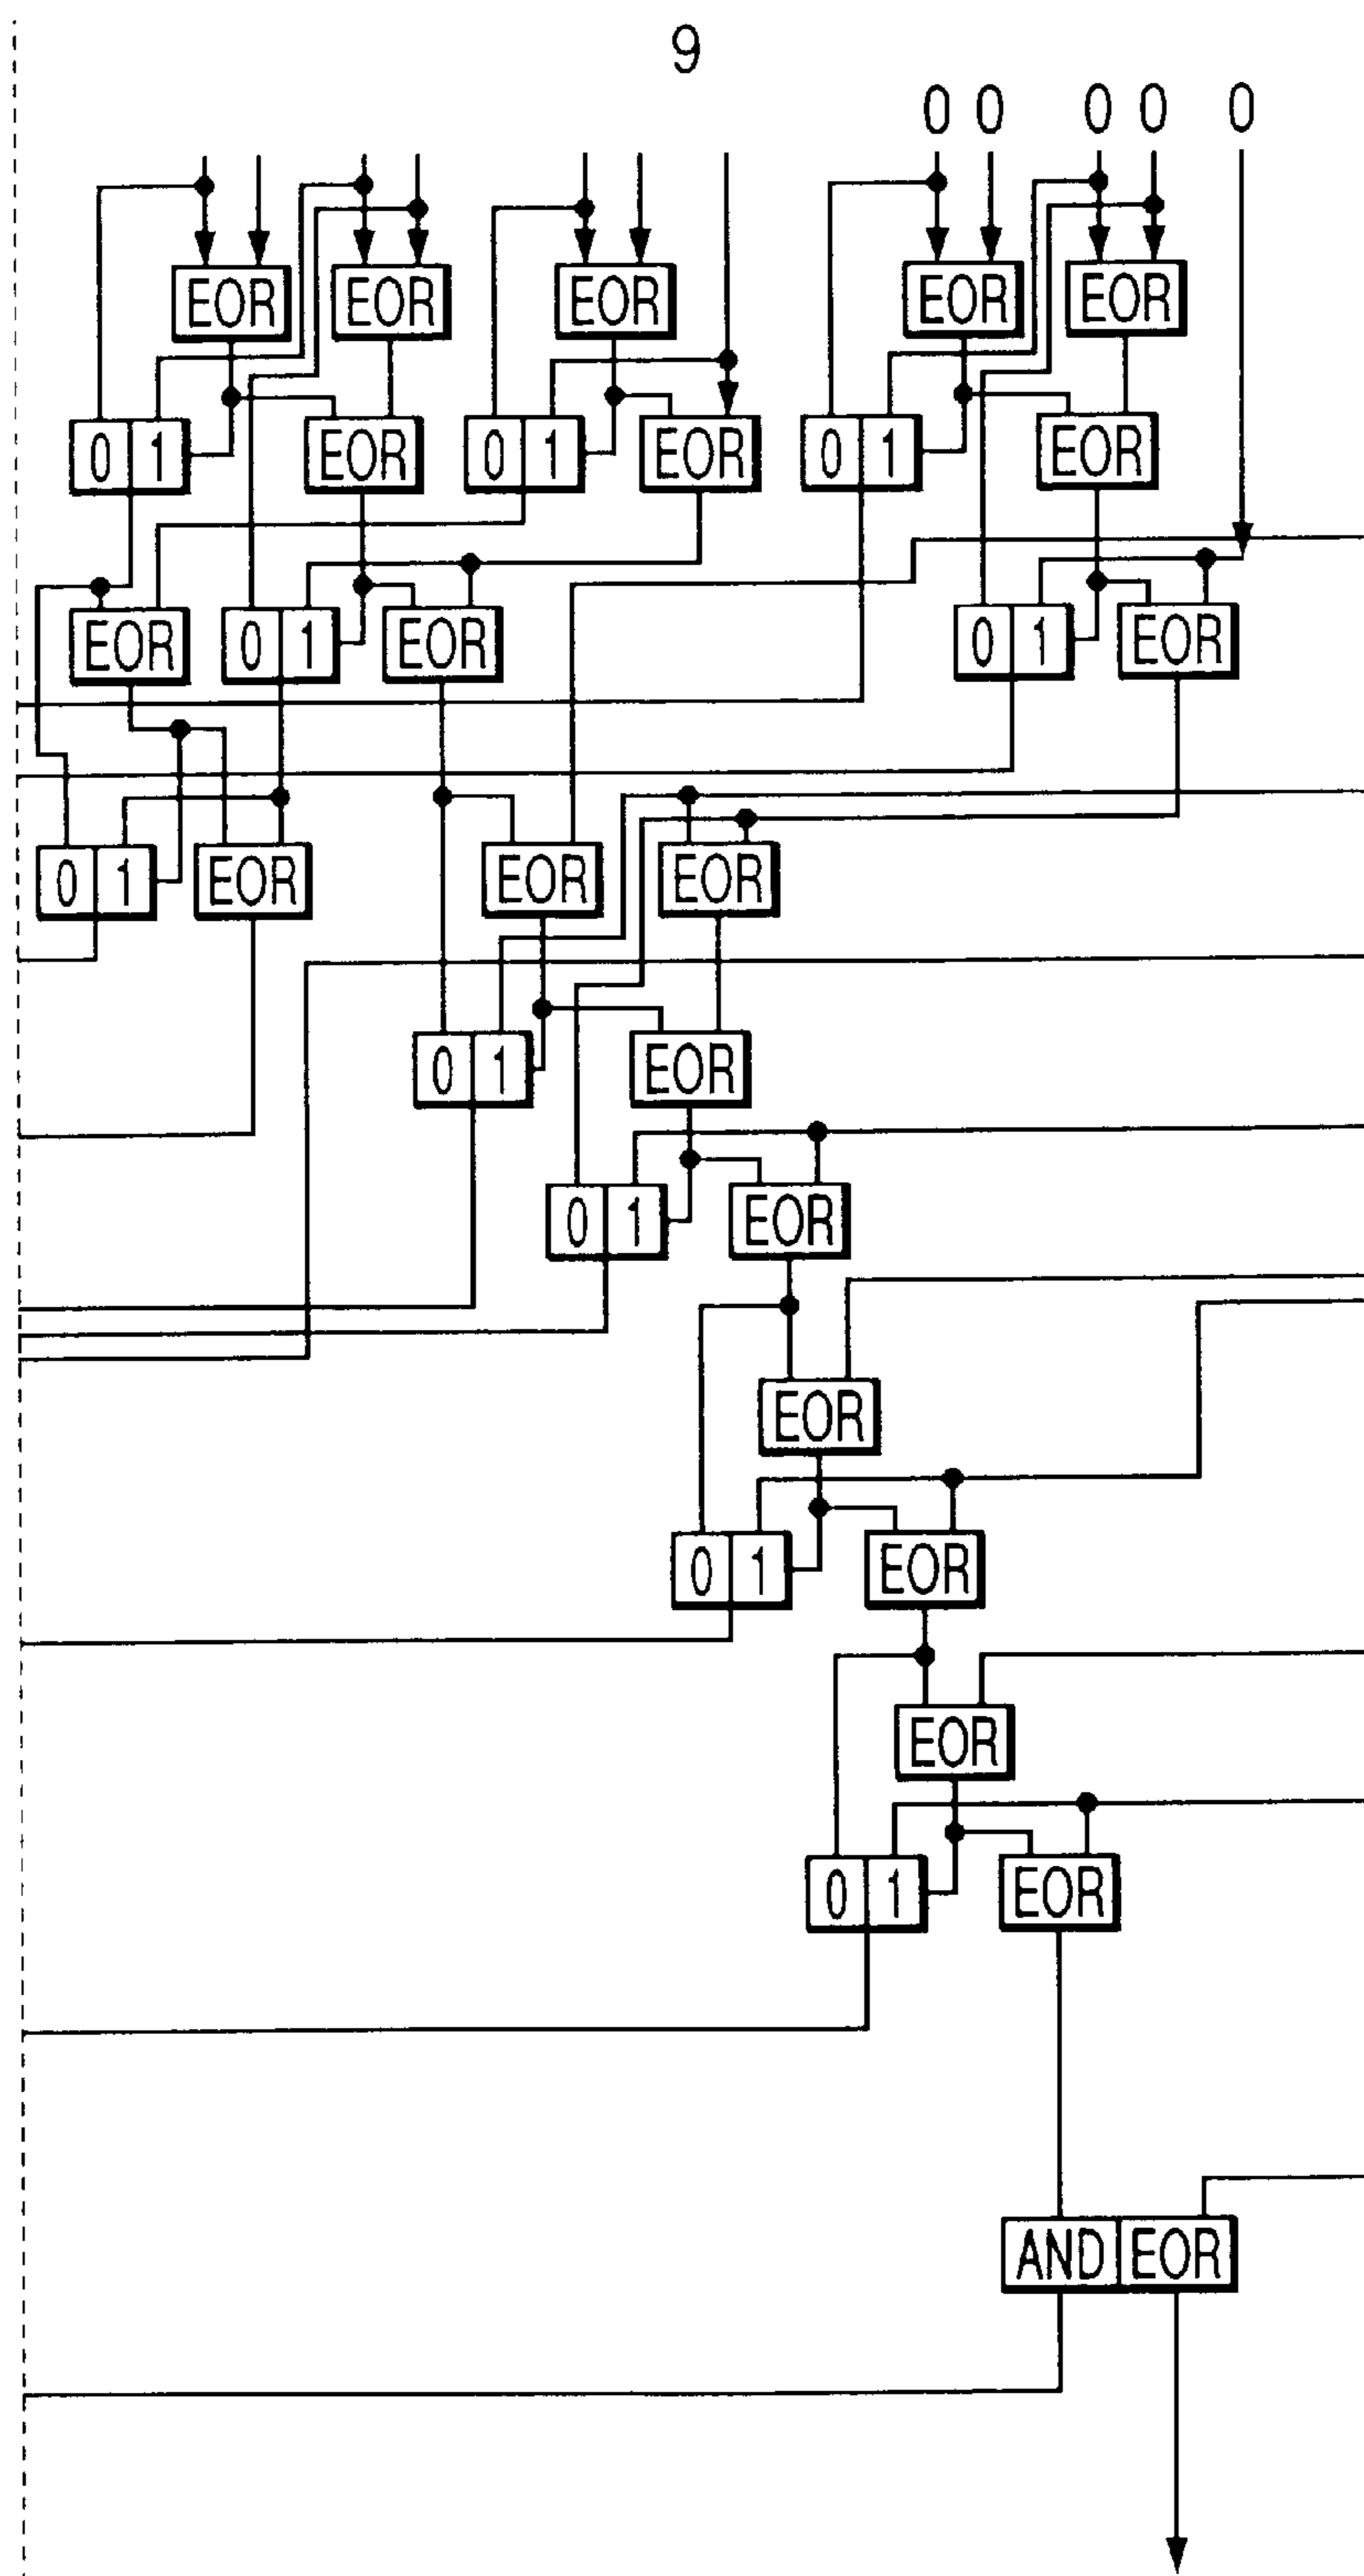 9
0 0 0 0 0
EOR EOR EOR EOR EOR
0 1 EOR 0 1 EOR 0 1 EOR
EOR 0 1 EOR 0 1 EOR
0 1 EOR EOR EOR
0 1 EOR
0 1 EOR
EOR
0 1 EOR
EOR
0 1 EOR
AND EOR